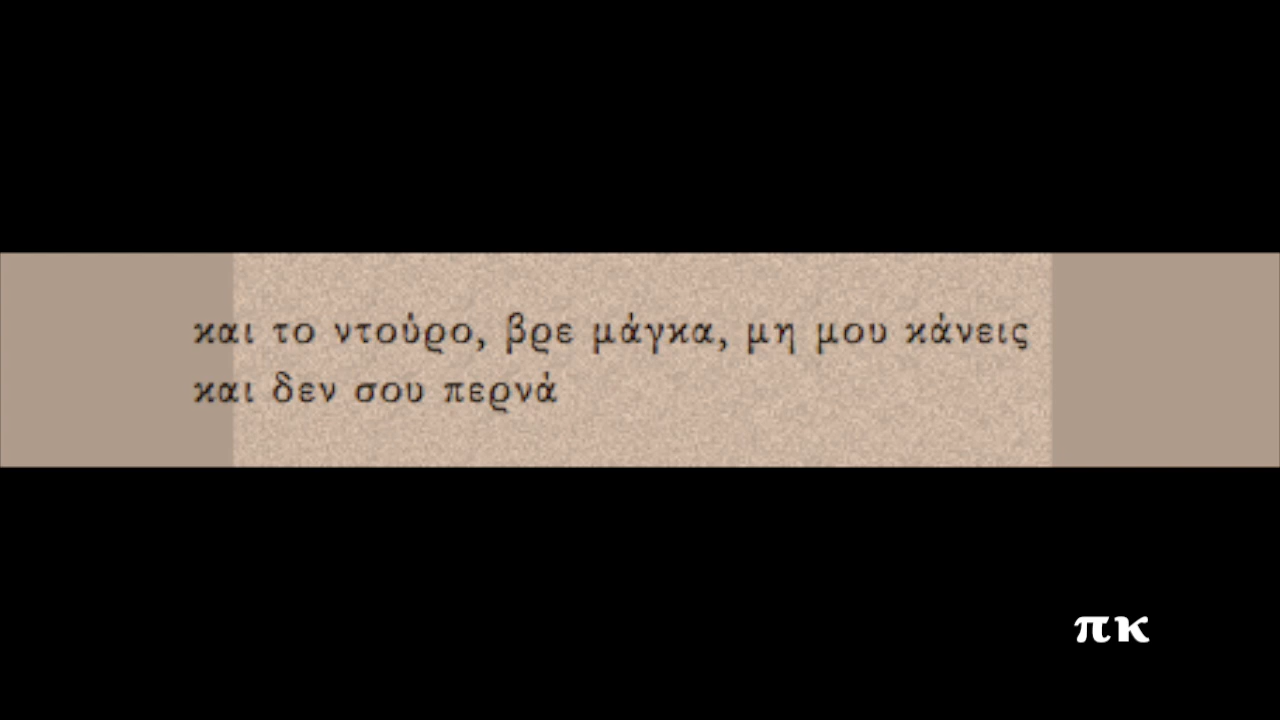 και το ντούρο, βρε μάγκα, μη μου κάνεις
και δεν σου περνά
πκ